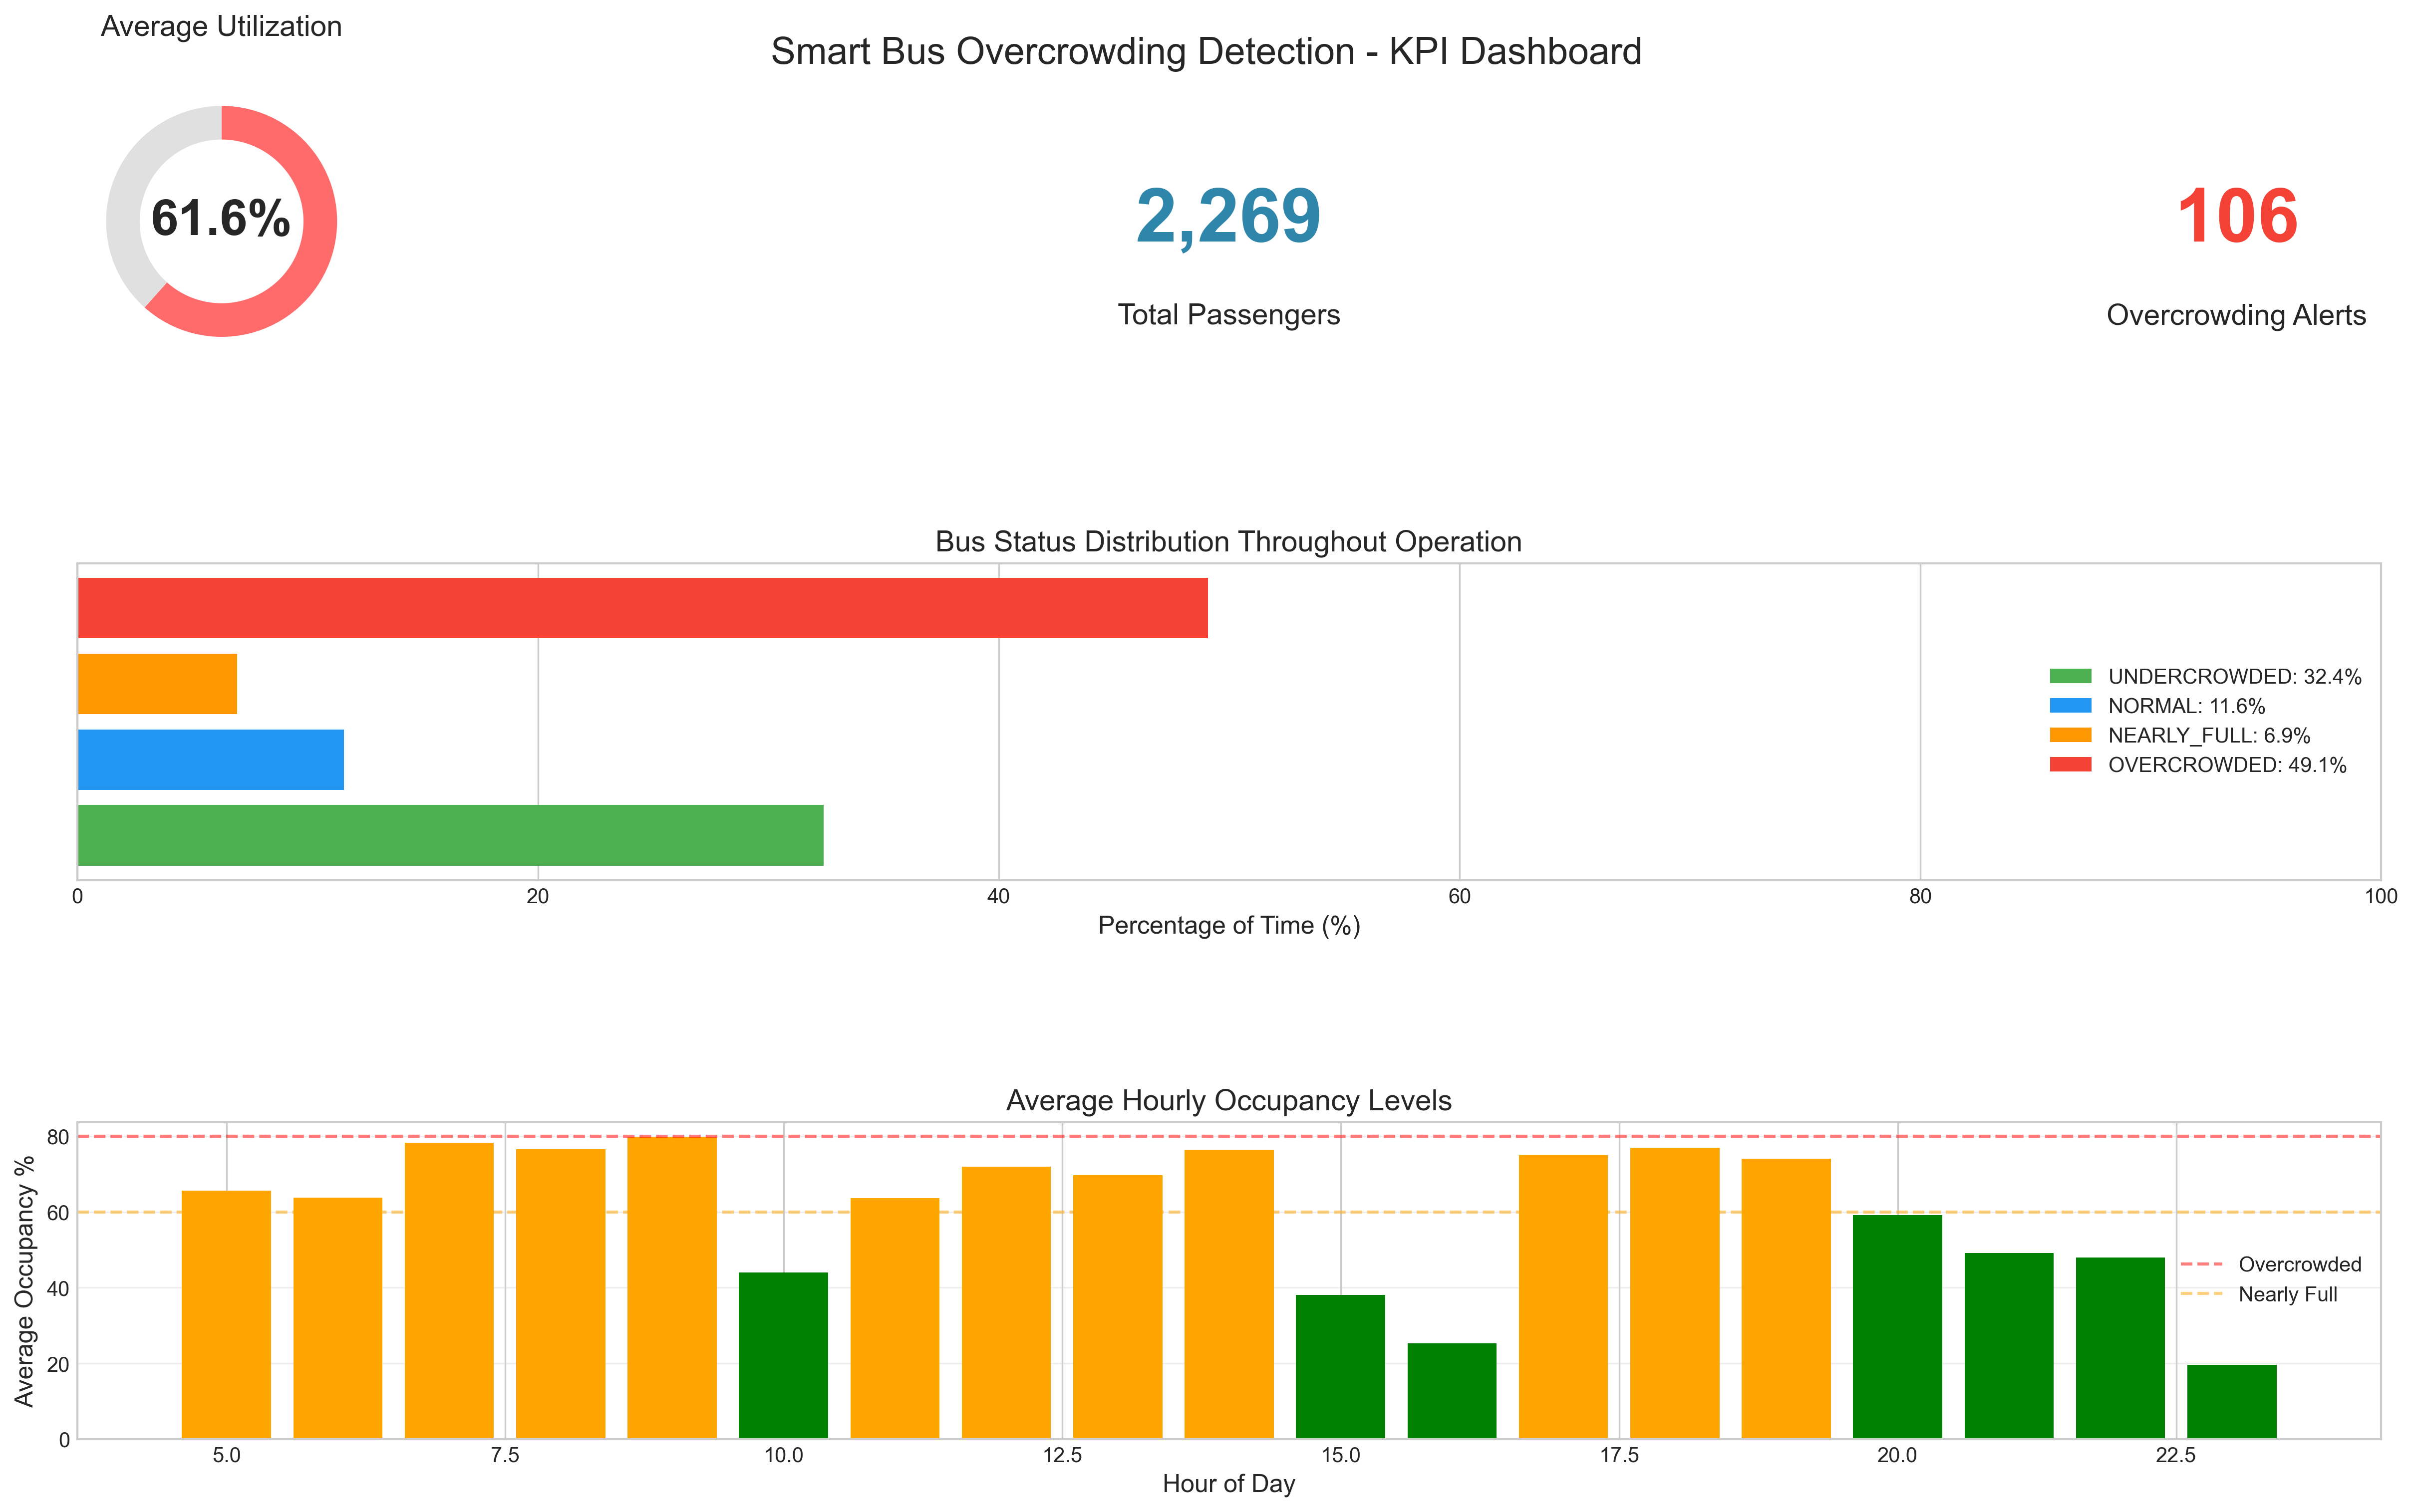 Average Utilization
Smart Bus Overcrowding Detection - KPI Dashboard
61.6%
2,269
Total Passengers
106
Overcrowding Alerts
Bus Status Distribution Throughout Operation
UNDERCROWDED: 32.4%
NORMAL: 11.6%
NEARLY_FULL: 6.9%
OVERCROWDED: 49.1%
0 20 40 60 80 100
Percentage of Time (%)
Average Hourly Occupancy Levels
Average Occupancy %
80
60
40
20
0
Overcrowded
Nearly Full
5.0 7.5 10.0 12.5 15.0 17.5 20.0 22.5
Hour of Day